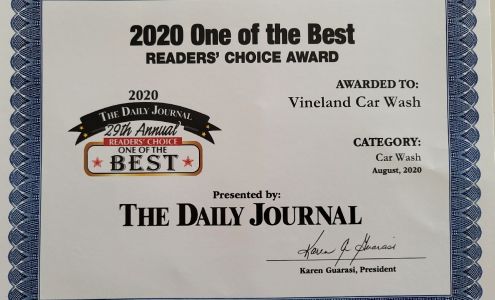 2020 One of the Best
READERS' CHOICE AWARD
AWARDED TO:
Vineland Car Wash
2020
THE DAILY JOURNAL
29th Annual
READERS' CHOICE
ONE OF THE
BEST
CATEGORY:
Car Wash
August, 2020
Presented by:
THE DAILY JOURNAL
Karen J Guarasi
Karen Guarasi, President